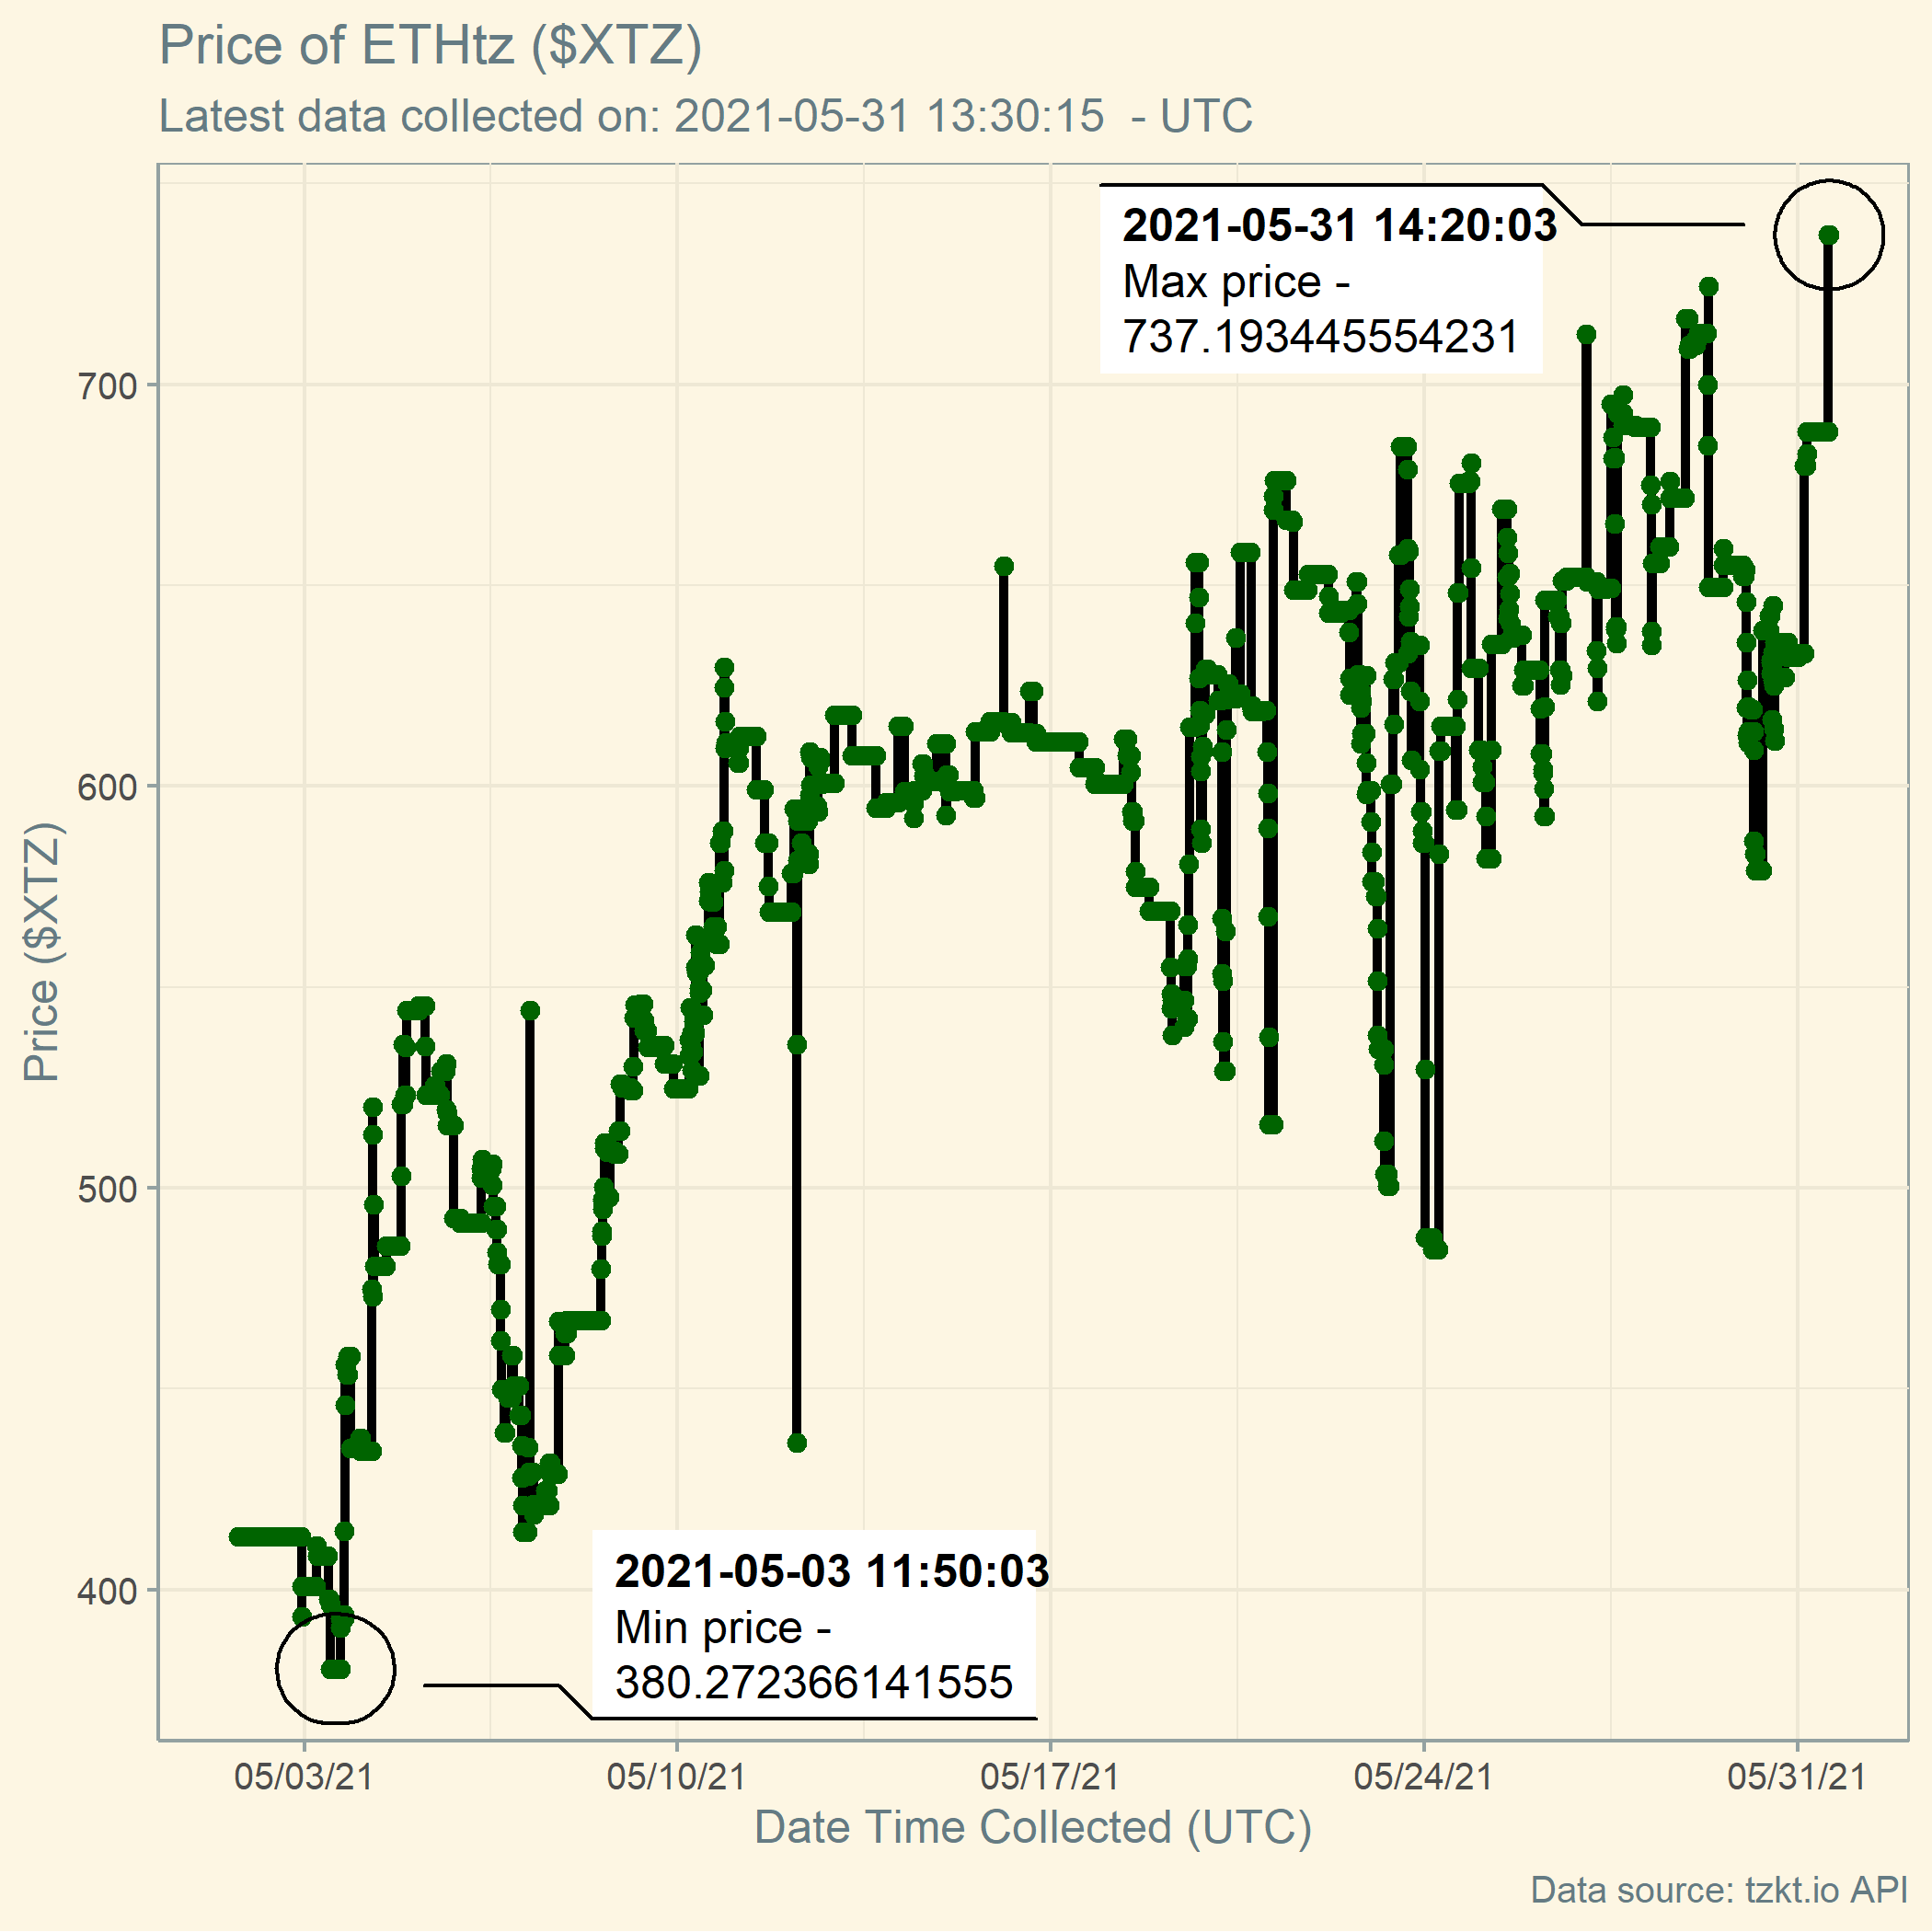 Price of ETHtz ($XTZ)
Latest data collected on: 2021-05-31 13:30:15  - UTC
2021-05-31 14:20:03
Max price -
737.193445554231
700
600
500
400
Price ($XTZ)
2021-05-03 11:50:03
Min price -
380.272366141555
05/03/21
05/10/21
05/17/21
05/24/21
05/31/21
Date Time Collected (UTC)
Data source: tzkt.io API